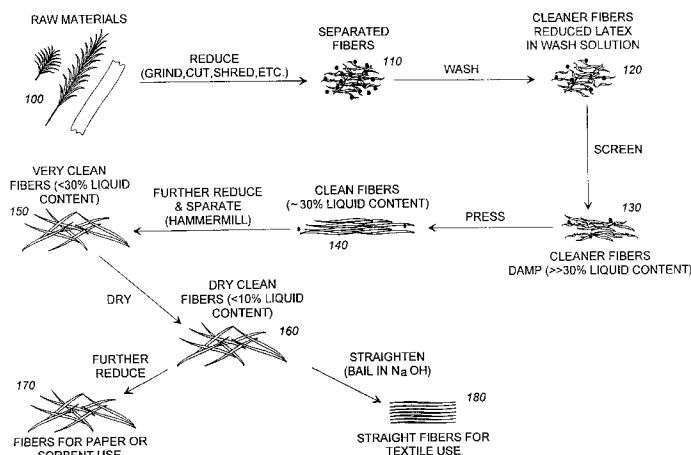 RAW MATERIALS
100
REDUCE
(GRIND,CUT,SHRED,ETC.)
SEPARATED
FIBERS
110
WASH
CLEANER FIBERS
REDUCED LATEX
IN WASH SOLUTION
120
SCREEN
130
CLEANER FIBERS
DAMP (>>30% LIQUID CONTENT)
PRESS
CLEAN FIBERS
(~30% LIQUID CONTENT)
140
FURTHER REDUCE
& SPARATE
(HAMMERMILL)
VERY CLEAN
FIBERS (<30% LIQUID
CONTENT)
150
DRY
DRY CLEAN
FIBERS (<10% LIQUID
CONTENT)
160
FURTHER
REDUCE
170
FIBERS FOR PAPER OR
SORBENT USE
STRAIGHTEN
(BAIL IN Na OH)
180
STRAIGHT FIBERS FOR
TEXTILE USE